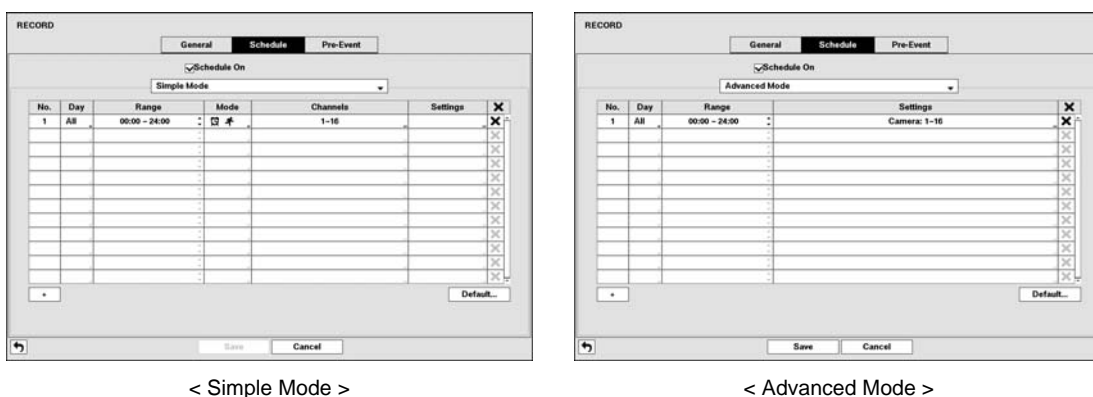 RECORD
General Schedule Pre-Event
Schedule On
Simple Mode
No. Day Range Mode Channels Settings
1 All 00:00 ~ 24:00 1~16
+ Default...
Save Cancel
< Simple Mode >
RECORD
General Schedule Pre-Event
Schedule On
Advanced Mode
No. Day Range Settings
1 All 00:00 ~ 24:00 Camera: 1~16
+ Default...
Save Cancel
< Advanced Mode >